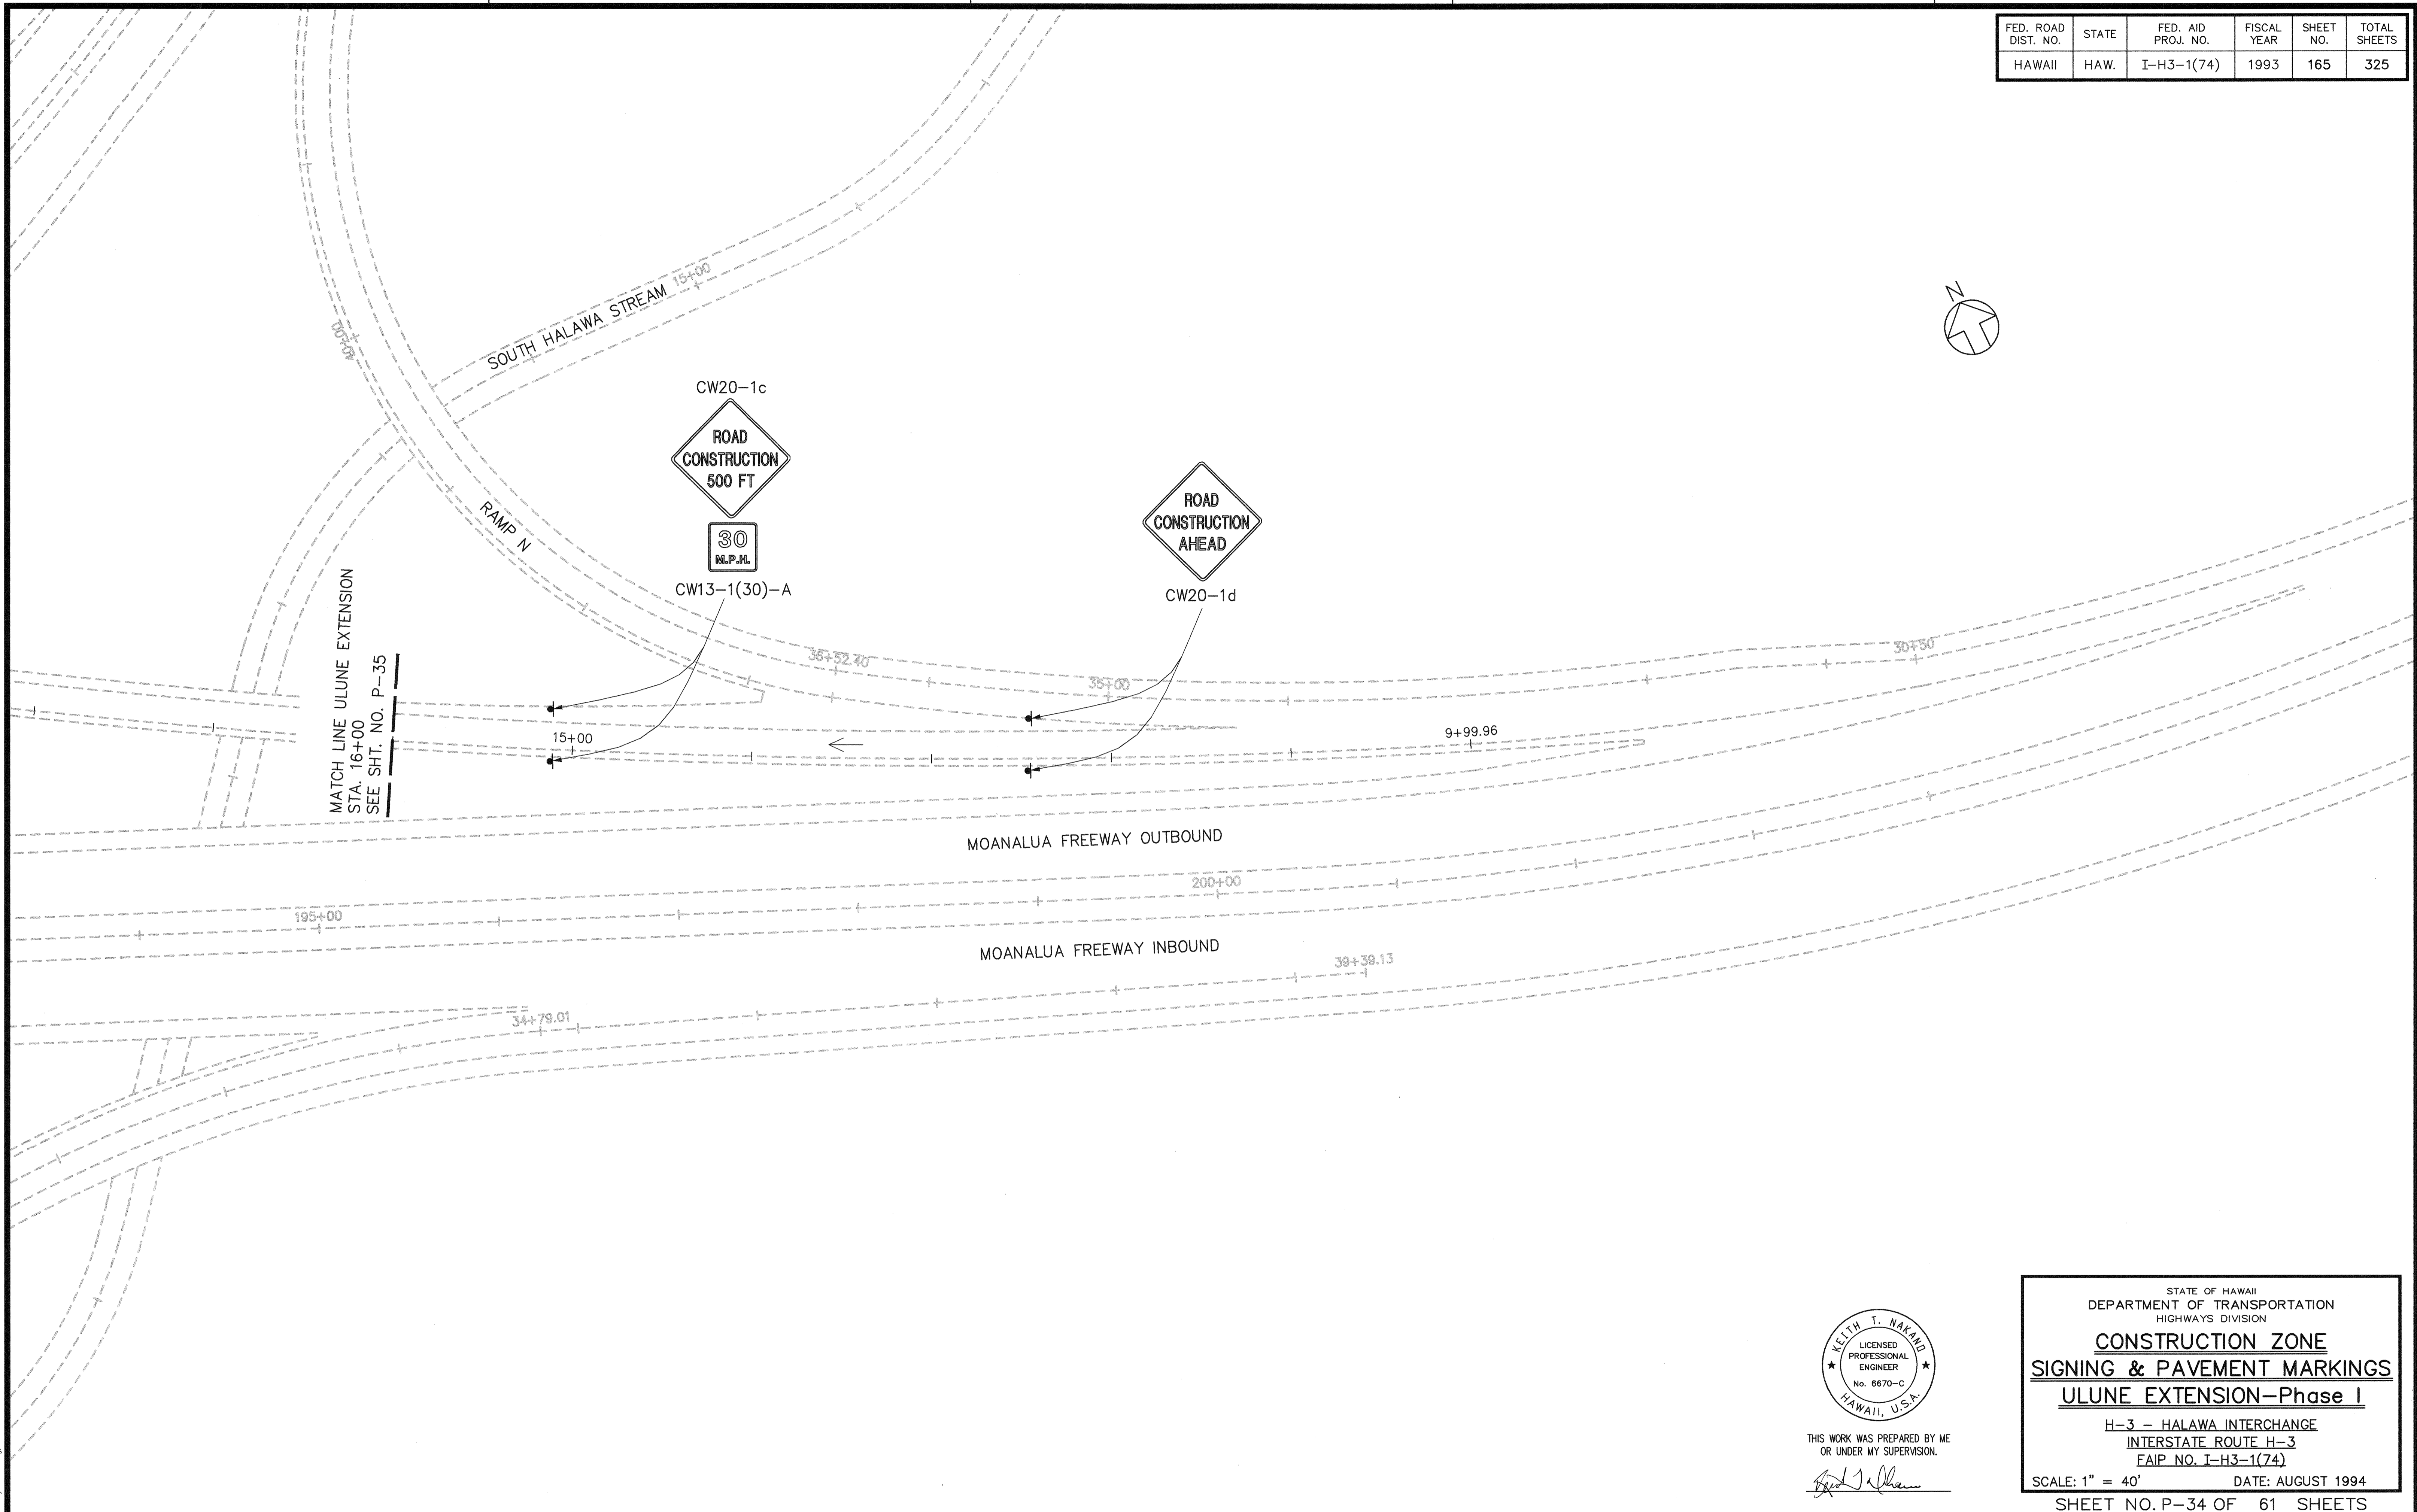 FED. ROAD DIST. NO. STATE FED. AID PROJ. NO. FISCAL YEAR SHEET NO. TOTAL SHEETS
HAWAII HAW. I-H3-1(74) 1993 165 325
N
15+00
SOUTH HALAWA STREAM
40+00
CW20-1c
ROAD
CONSTRUCTION
500 FT
30
M.P.H.
CW13-1(30)-A
RAMP N
ROAD
CONSTRUCTION
AHEAD
CW20-1d
MATCH LINE ULUNE EXTENSION
STA. 16+00
SEE SHT. NO. P-35
30+50
35+00
15+00
9+99.96
MOANALUA FREEWAY OUTBOUND
200+00
195+00
MOANALUA FREEWAY INBOUND
39+39.13
34+79.01
KEITH T. NAKANO
LICENSED
PROFESSIONAL
ENGINEER
No. 6670-C
HAWAII, U.S.A.
THIS WORK WAS PREPARED BY ME
OR UNDER MY SUPERVISION.
STATE OF HAWAII
DEPARTMENT OF TRANSPORTATION
HIGHWAYS DIVISION
CONSTRUCTION ZONE
SIGNING & PAVEMENT MARKINGS
ULUNE EXTENSION-Phase I
H-3 - HALAWA INTERCHANGE
INTERSTATE ROUTE H-3
FAIP NO. I-H3-1(74)
SCALE: 1" = 40' DATE: AUGUST 1994
SHEET NO. P-34 OF 61 SHEETS